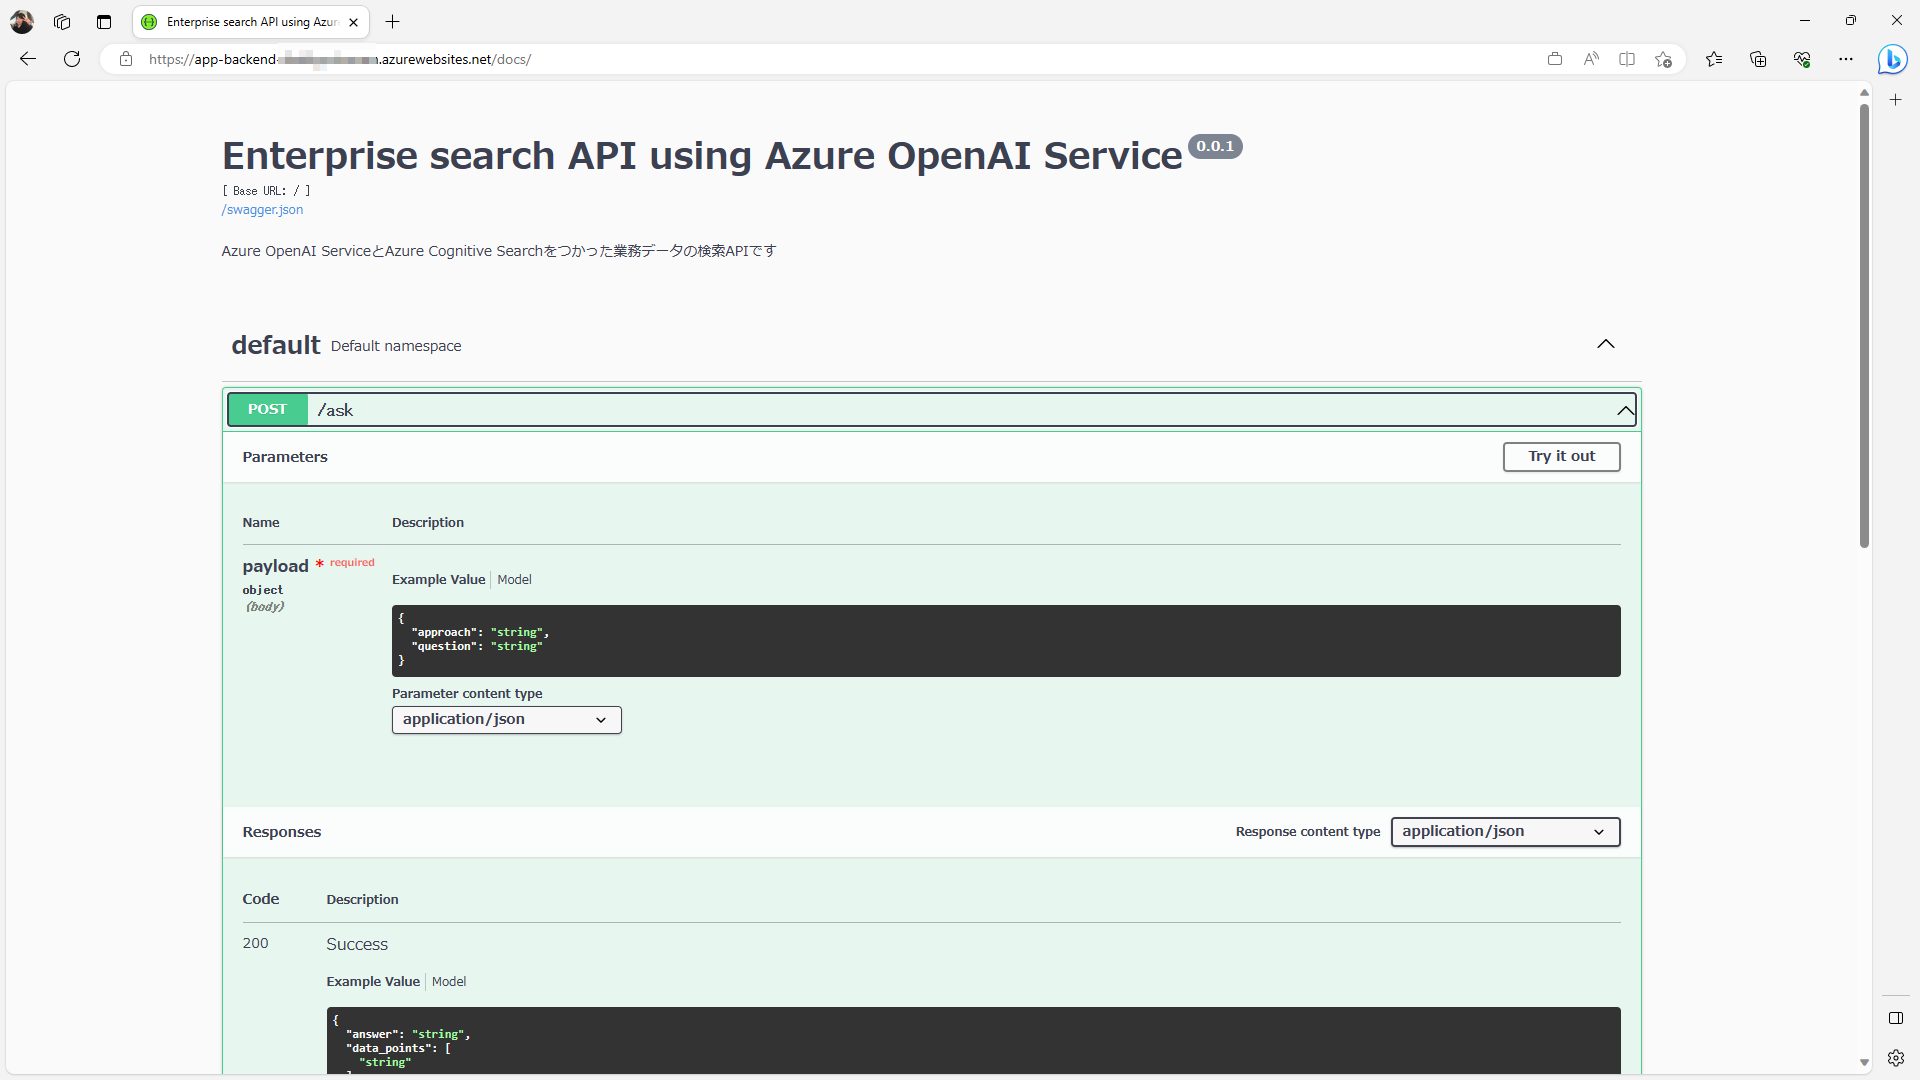 Enterprise search API using Azur
https://app-backend- .azurewebsites.net/docs/
Enterprise search API using Azure OpenAI Service 0.0.1
[ Base URL: / ]
/swagger.json
Azure OpenAI ServiceとAzure Cognitive Searchをつかった業務データの検索APIです
default Default namespace
POST /ask
Parameters Try it out
Name Description
payload * required
object
(body)
Example Value Model
{
"approach": "string",
"question": "string"
}
Parameter content type
application/json
Responses Response content type application/json
Code Description
200 Success
Example Value Model
{
"answer": "string",
"data_points": [
"string"